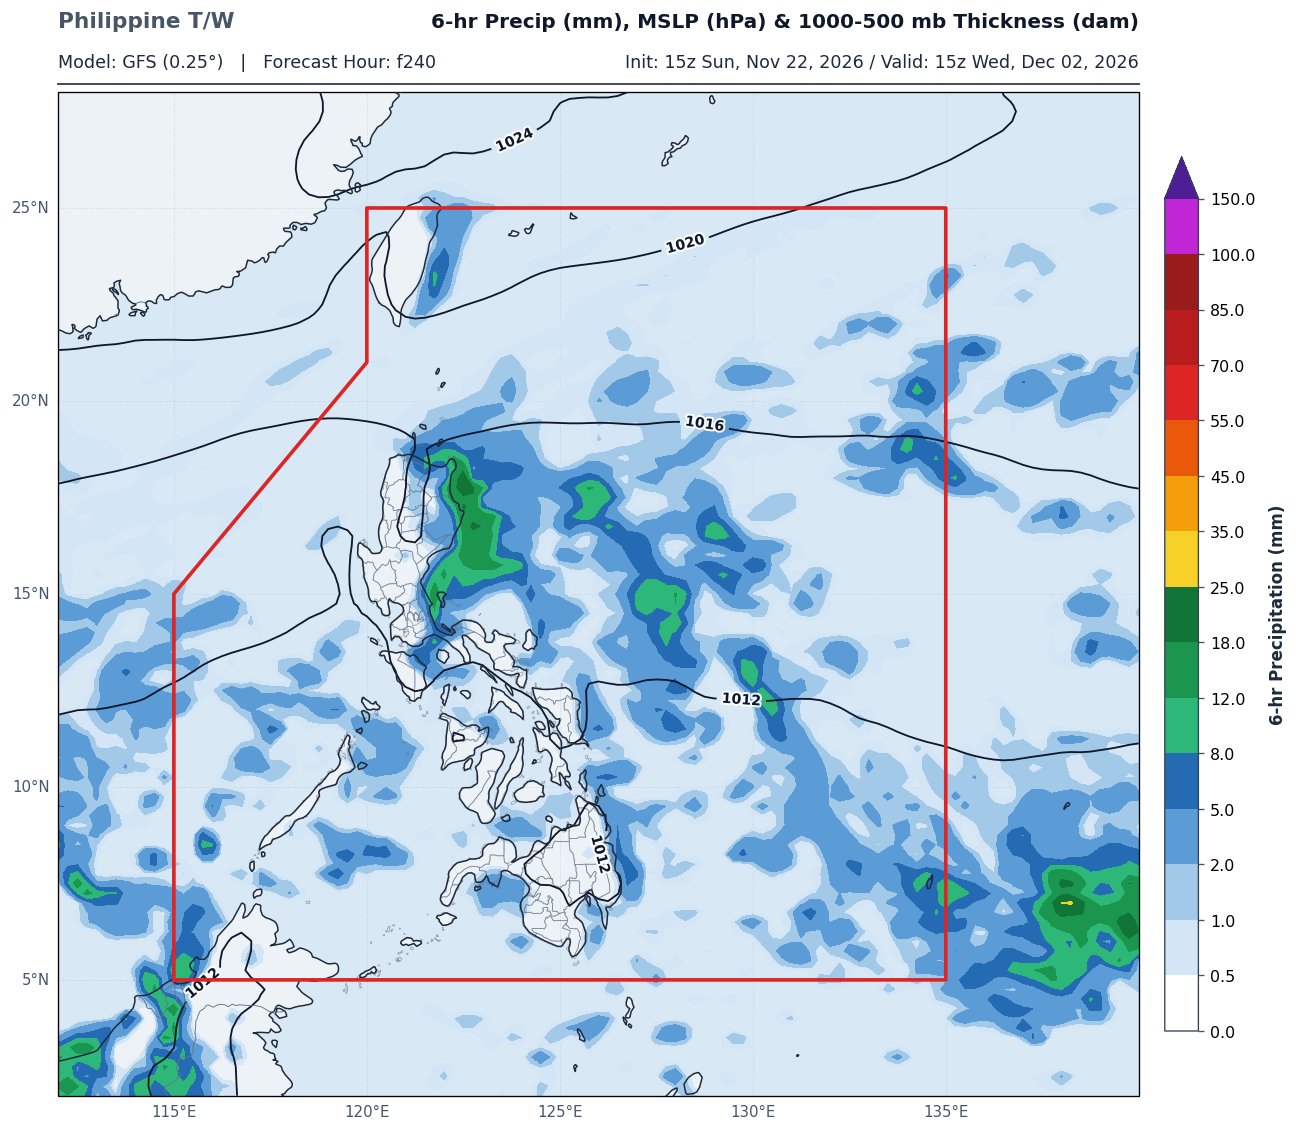 Philippine T/W
6-hr Precip (mm), MSLP (hPa) & 1000-500 mb Thickness (dam)
Model: GFS (0.25°) | Forecast Hour: f240
Init: 15z Sun, Nov 22, 2026 / Valid: 15z Wed, Dec 02, 2026
1024
1020
1016
1012
1012
1012
25°N
20°N
15°N
10°N
5°N
115°E
120°E
125°E
130°E
135°E
150.0
100.0
85.0
70.0
55.0
45.0
35.0
25.0
18.0
12.0
8.0
5.0
2.0
1.0
0.5
0.0
6-hr Precipitation (mm)